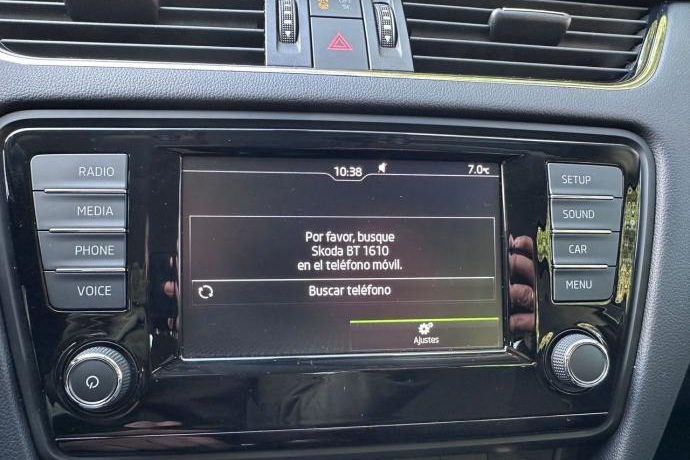 RADIO
MEDIA
PHONE
VOICE
10:38
7.0°C
Por favor, busque
Skoda BT 1610
en el teléfono móvil.
Buscar teléfono
Ajustes
SETUP
SOUND
CAR
MENU